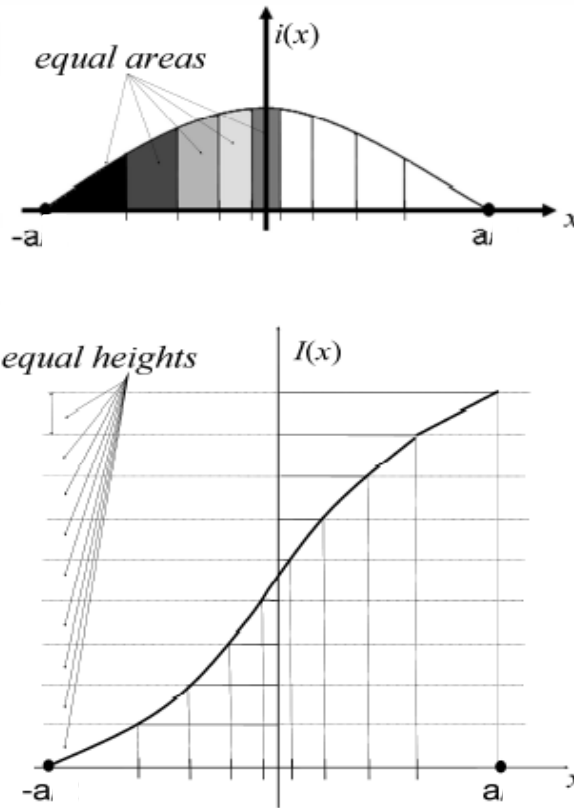 i(x)
equal areas
x
-a
a
I(x)
equal heights
x
-a
a